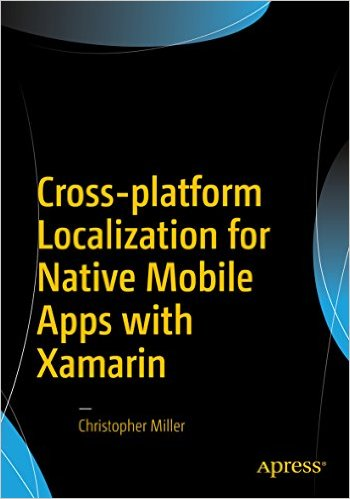 Cross-platform
Localization for
Native Mobile
Apps with
Xamarin
—
Christopher Miller
Apress®